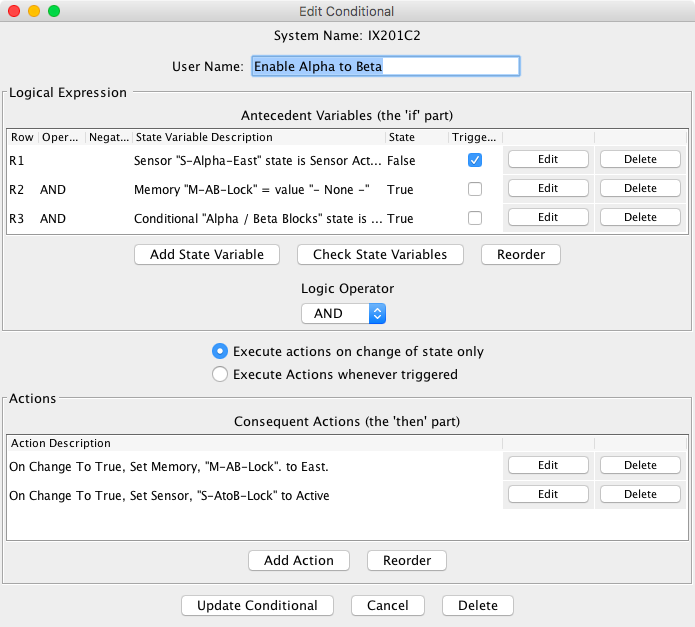 Edit Conditional
System Name: IX201C2
User Name: Enable Alpha to Beta
Logical Expression
Antecedent Variables (the 'if' part)
Row Oper... Negat... State Variable Description State Trigge...
R1 Sensor "S-Alpha-East" state is Sensor Act... False Edit Delete
R2 AND Memory "M-AB-Lock" = value "- None -" True Edit Delete
R3 AND Conditional "Alpha / Beta Blocks" state is ... True Edit Delete
Add State Variable Check State Variables Reorder
Logic Operator
AND
Execute actions on change of state only
Execute Actions whenever triggered
Actions
Consequent Actions (the 'then' part)
Action Description
On Change To True, Set Memory, "M-AB-Lock". to East. Edit Delete
On Change To True, Set Sensor, "S-AtoB-Lock" to Active Edit Delete
Add Action Reorder
Update Conditional Cancel Delete